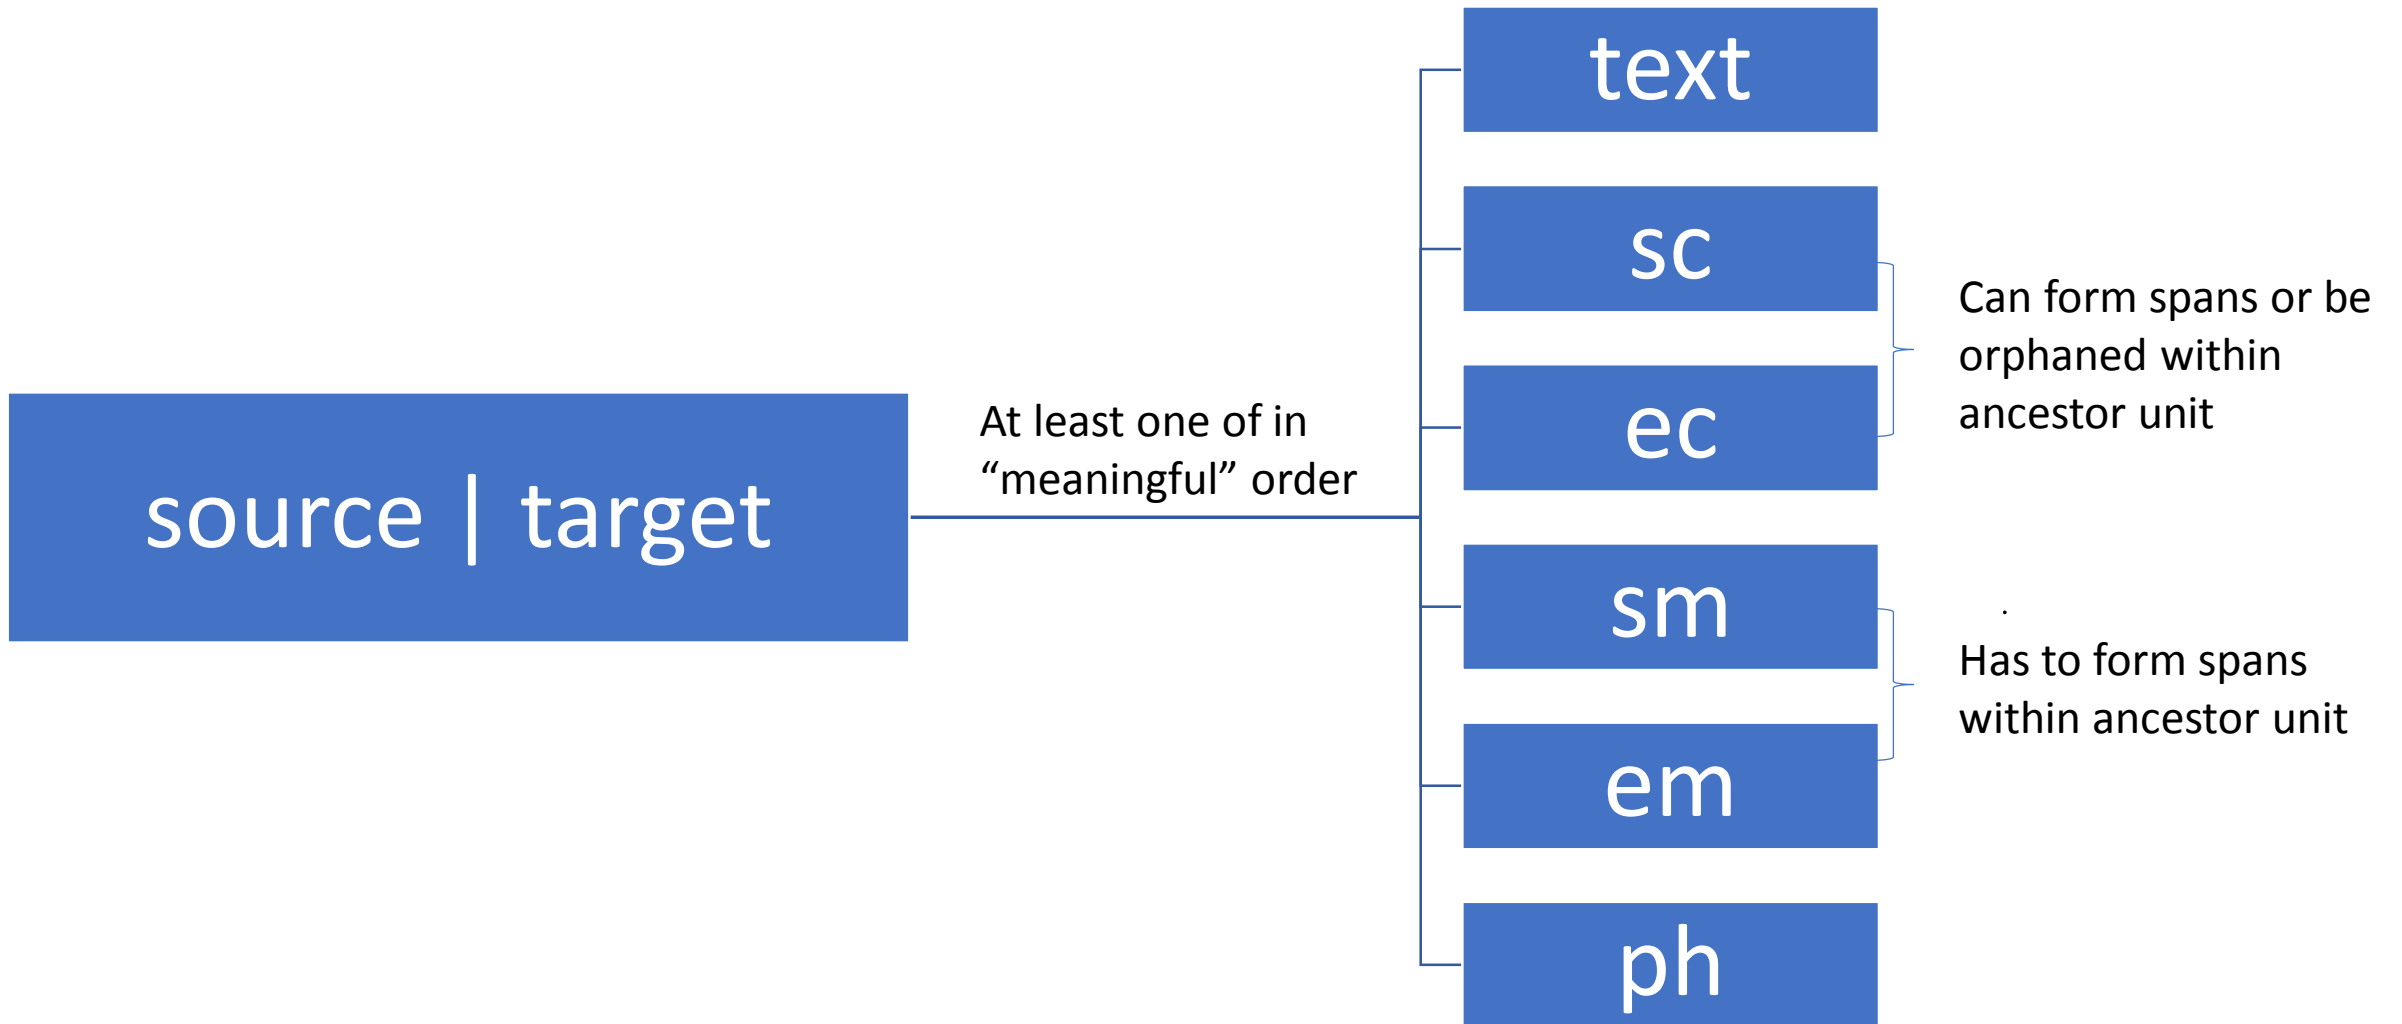 source | target
At least one of in
“meaningful” order
text
sc
ec
sm
em
ph
Can form spans or be
orphaned within
ancestor unit
.
Has to form spans
within ancestor unit